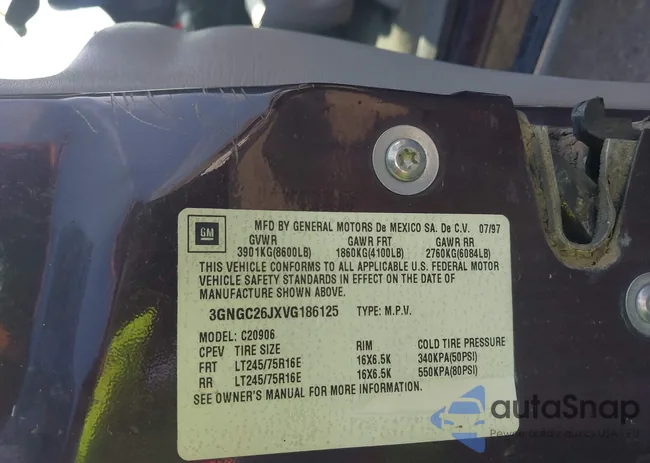 GM
MFD BY GENERAL MOTORS De MEXICO SA. De C.V. 07/97
GVWR GAWR FRT GAWR RR
3901KG(8600LB) 1860KG(4100LB) 2760KG(6084LB)
THIS VEHICLE CONFORMS TO ALL APPLICABLE U.S. FEDERAL MOTOR
VEHICLE SAFETY STANDARDS IN EFFECT ON THE DATE OF
MANUFACTURE SHOWN ABOVE.
3GNGC26JXVG186125 TYPE: M.P.V.
MODEL: C20906
CPEV TIRE SIZE RIM COLD TIRE PRESSURE
FRT LT245/75R16E 16X6.5K 340KPA(50PSI)
RR LT245/75R16E 16X6.5K 550KPA(80PSI)
SEE OWNER'S MANUAL FOR MORE INFORMATION.
autaSnap